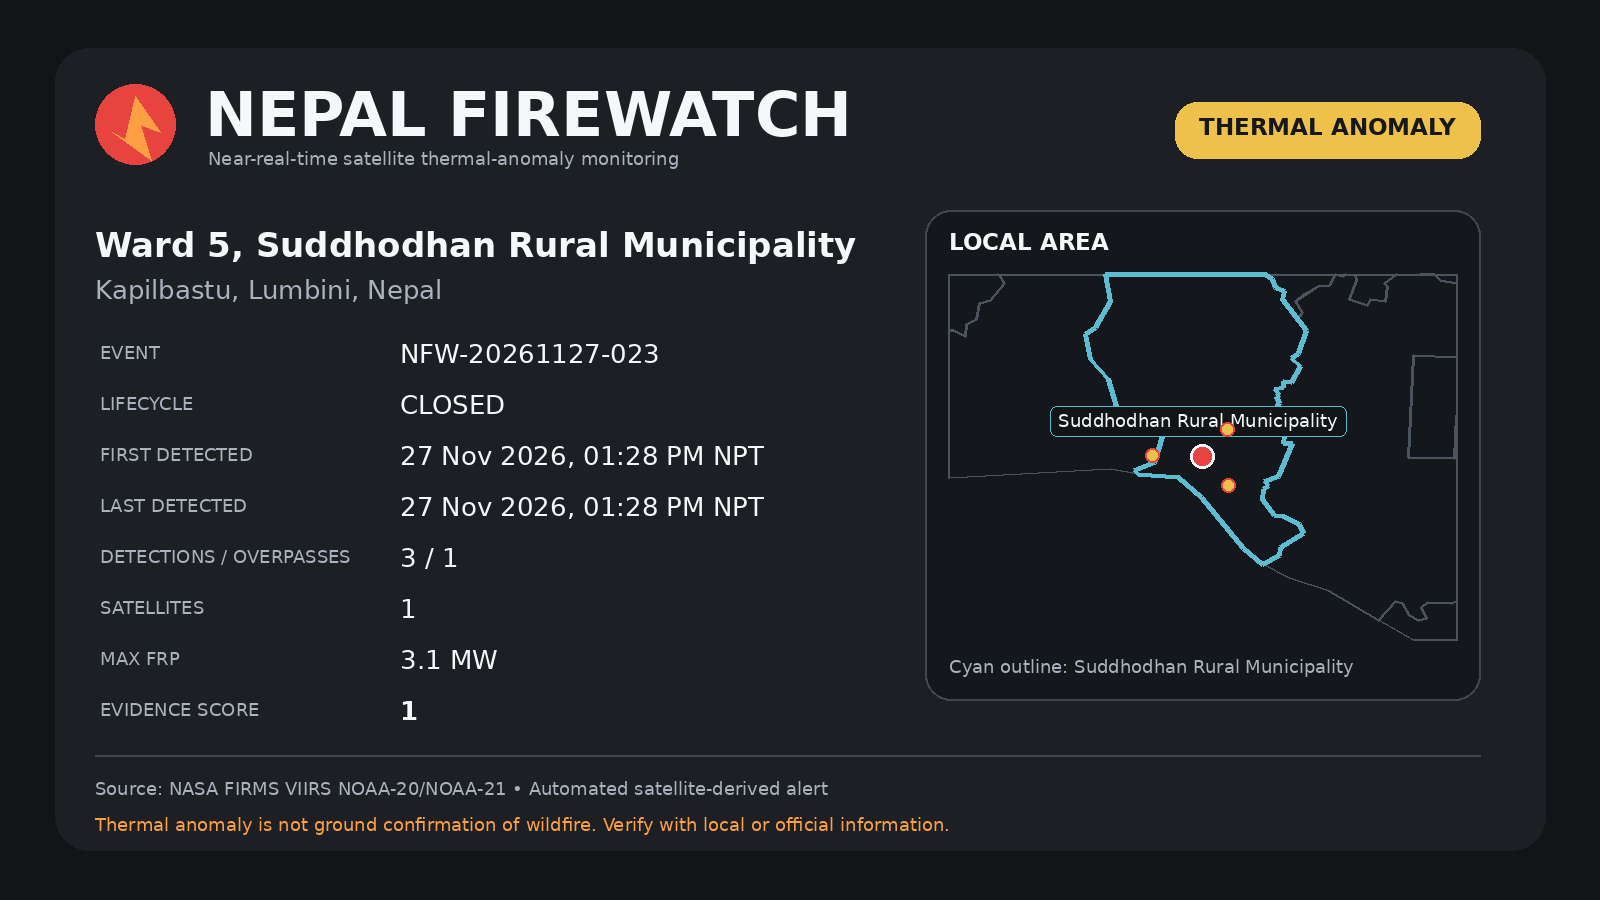 NEPAL FIREWATCH
Near-real-time satellite thermal-anomaly monitoring
THERMAL ANOMALY
Ward 5, Suddhodhan Rural Municipality
Kapilbastu, Lumbini, Nepal
EVENT NFW-20261127-023
LIFECYCLE CLOSED
FIRST DETECTED 27 Nov 2026, 01:28 PM NPT
LAST DETECTED 27 Nov 2026, 01:28 PM NPT
DETECTIONS / OVERPASSES 3 / 1
SATELLITES 1
MAX FRP 3.1 MW
EVIDENCE SCORE 1
LOCAL AREA
Suddhodhan Rural Municipality
Cyan outline: Suddhodhan Rural Municipality
Source: NASA FIRMS VIIRS NOAA-20/NOAA-21 • Automated satellite-derived alert
Thermal anomaly is not ground confirmation of wildfire. Verify with local or official information.